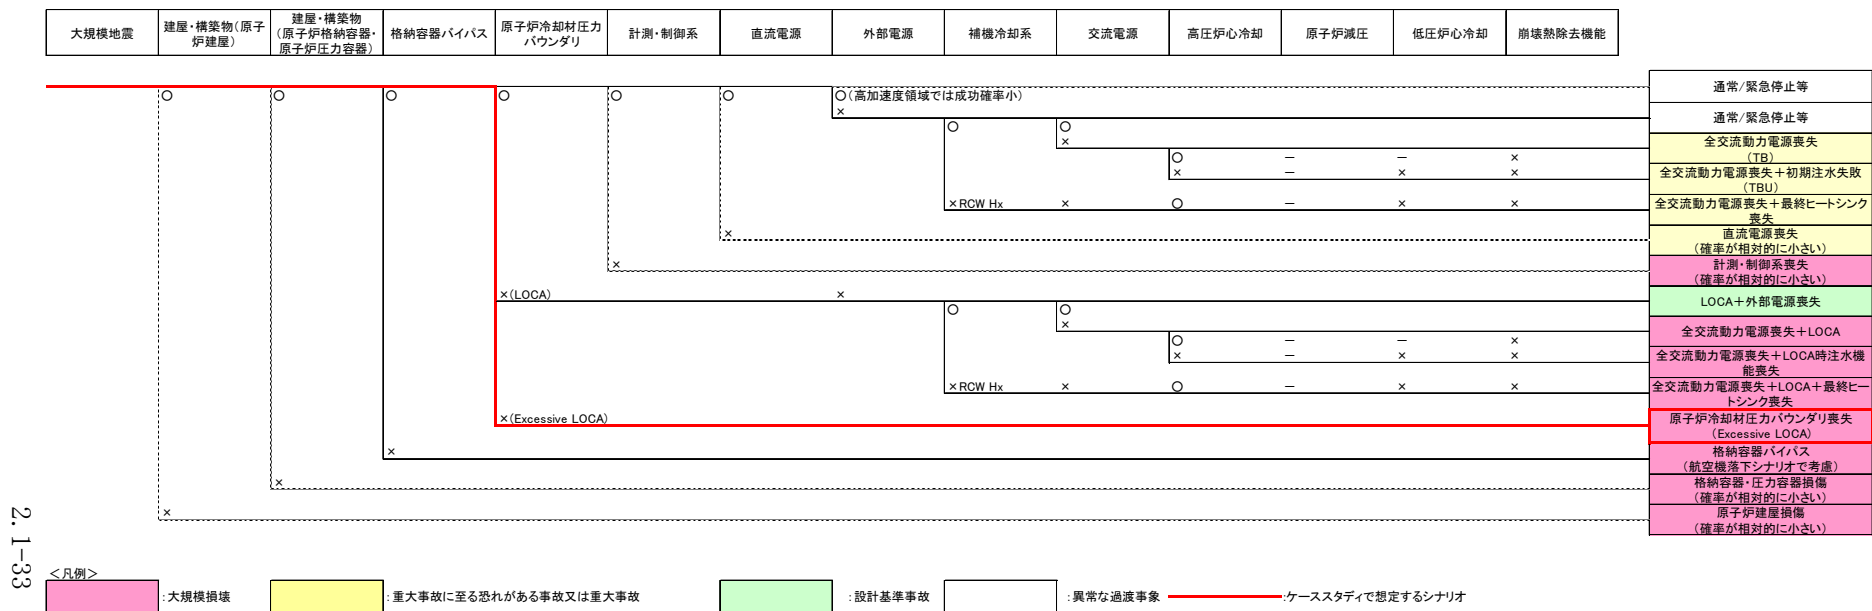 大規模地震
建屋・構築物(原子
炉建屋)
建屋・構築物
(原子炉格納容器・
原子炉圧力容器)
格納容器バイパス
原子炉冷却材圧力
バウンダリ
計測・制御系
直流電源
外部電源
補機冷却系
交流電源
高圧炉心冷却
原子炉減圧
低圧炉心冷却
崩壊熱除去機能
○ ○ ○ ○ ○ ○ ○(高加速度領域では成功確率小)
通常/緊急停止等
×
通常/緊急停止等
○ ○
×
全交流動力電源喪失
(TB)
○ － － ×
× － × ×
全交流動力電源喪失＋初期注水失敗
(TBU)
×RCW Hx × ○ － × ×
全交流動力電源喪失＋最終ヒートシンク
喪失
×
直流電源喪失
(確率が相対的に小さい)
×
計測・制御系喪失
(確率が相対的に小さい)
×(LOCA) ×
LOCA＋外部電源喪失
○ ○
×
全交流動力電源喪失＋LOCA
○ － － ×
× － × ×
全交流動力電源喪失＋LOCA時注水機
能喪失
×RCW Hx × ○ － × ×
全交流動力電源喪失＋LOCA＋最終ヒー
トシンク喪失
×(Excessive LOCA)
原子炉冷却材圧力バウンダリ喪失
(Excessive LOCA)
×
格納容器バイパス
(航空機落下シナリオで考慮)
×
格納容器・圧力容器損傷
(確率が相対的に小さい)
×
原子炉建屋損傷
(確率が相対的に小さい)
＜凡例＞
:大規模損壊
:重大事故に至る恐れがある事故又は重大事故
:設計基準事故
:異常な過渡事象
:ケーススタディで想定するシナリオ
2.1-33